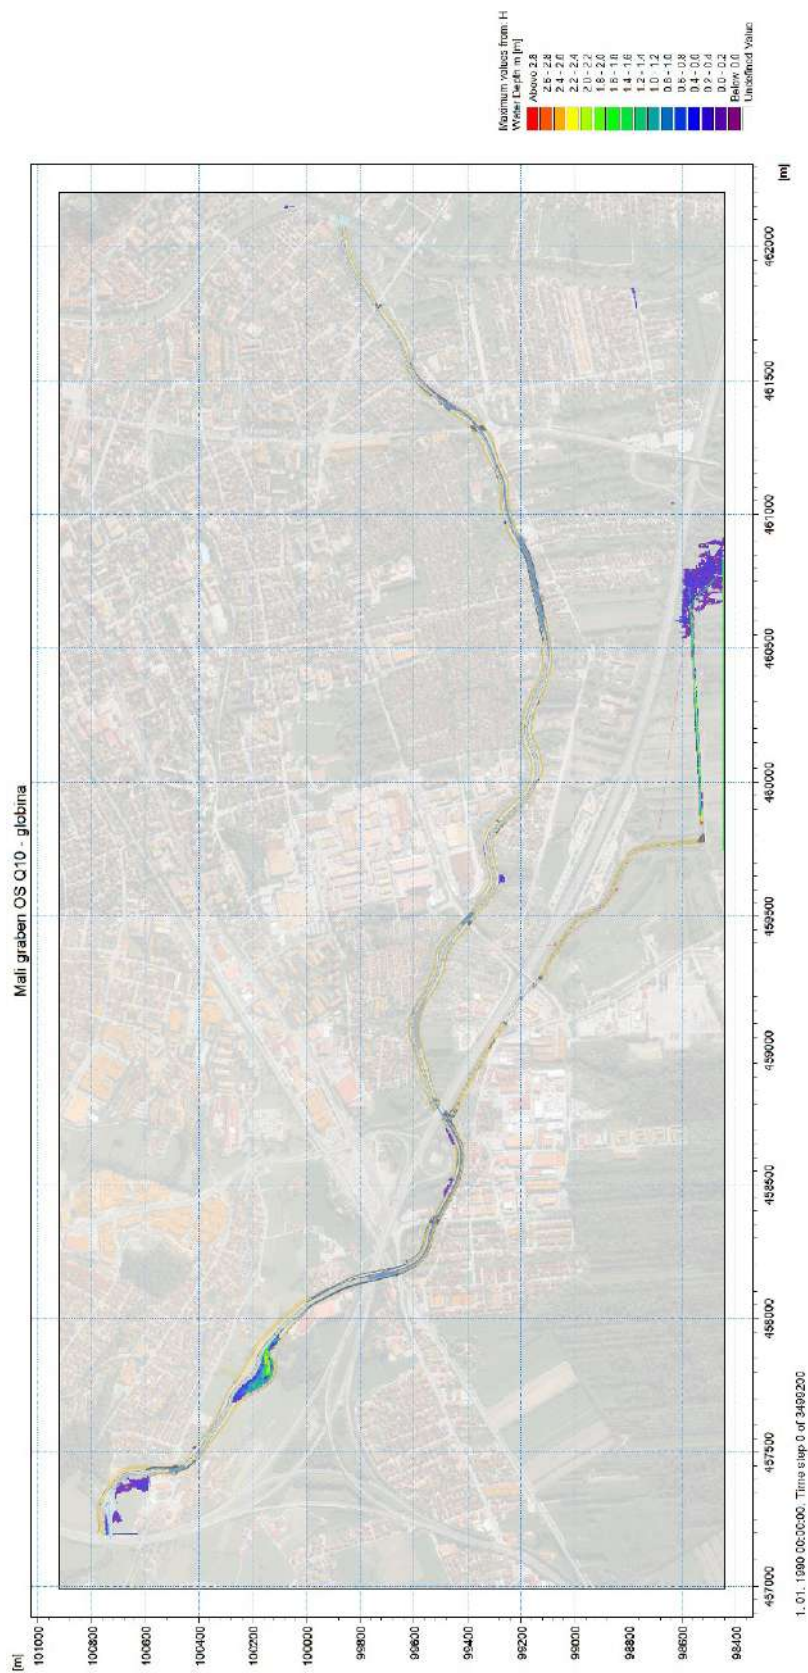 Mali graben OS Q10 - globina
[m]
101000
100800
100600
100400
100200
100000
99800
99600
99400
99200
99000
98800
98600
98400
457000
457500
458000
458500
459000
459500
460000
460500
461000
461500
462000
[m]
Maximum values from: H
Water Depth m [m]
Above 2.8
2.6 - 2.8
2.4 - 2.6
2.2 - 2.4
2.0 - 2.2
1.8 - 2.0
1.6 - 1.8
1.4 - 1.6
1.2 - 1.4
1.0 - 1.2
0.8 - 1.0
0.6 - 0.8
0.4 - 0.6
0.2 - 0.4
0.0 - 0.2
Below 0.0
Undefined Value
1. 01. 1990 00:00:00, Time step 0 of 3499200